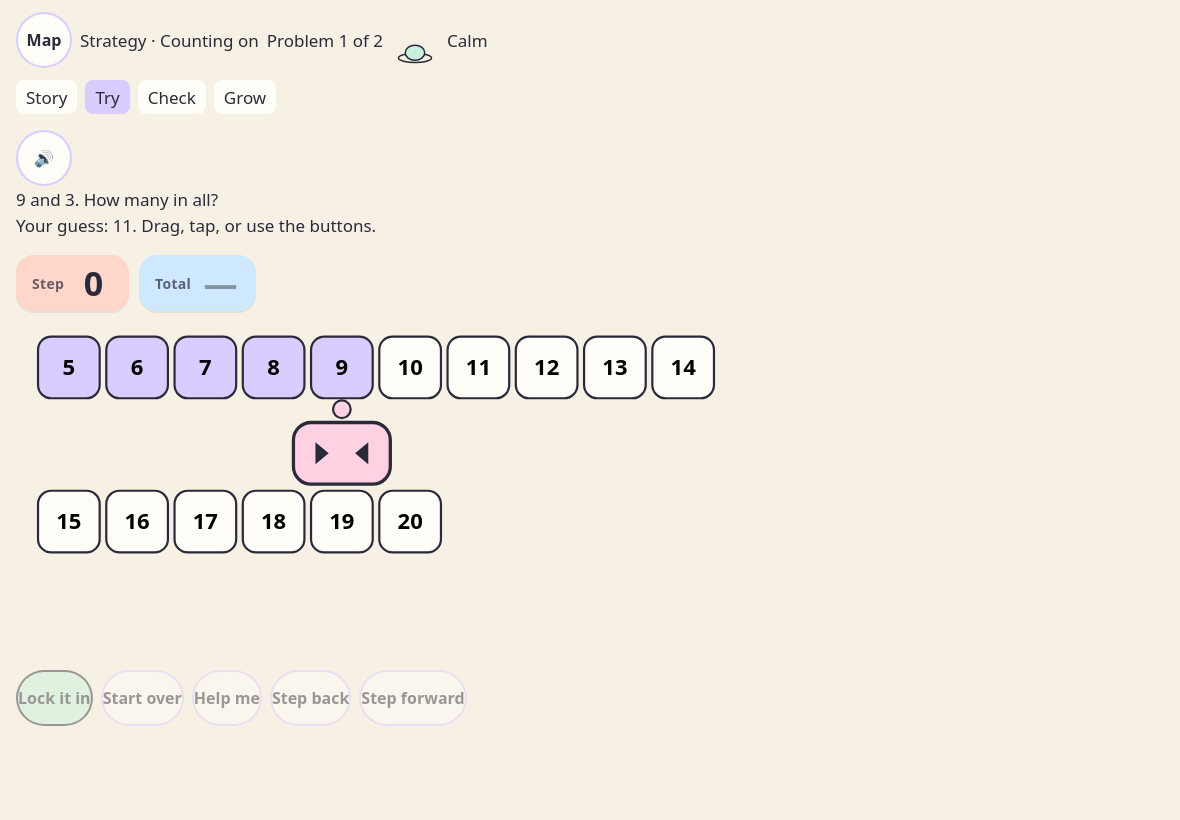 Map Strategy · Counting on Problem 1 of 2 Calm
Story Try Check Grow
9 and 3. How many in all?
Your guess: 11. Drag, tap, or use the buttons.
Step 0 Total —
5 6 7 8 9 10 11 12 13 14
15 16 17 18 19 20
Lock it in Start over Help me Step back Step forward